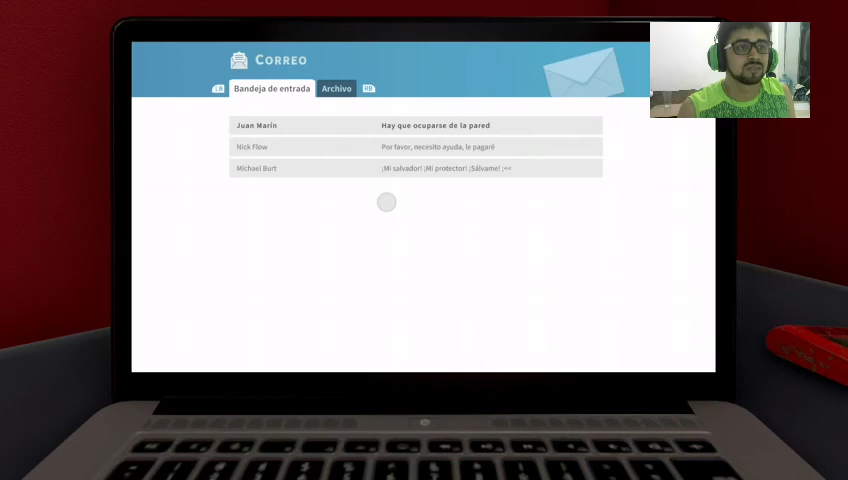 CORREO
LB Bandeja de entrada Archivo RB
Juan Marín Hay que ocuparse de la pared
Nick Flow Por favor, necesito ayuda, le pagaré
Michael Burt ¡Mi salvador! ¡Mi protector! ¡Sálvame! ;<<